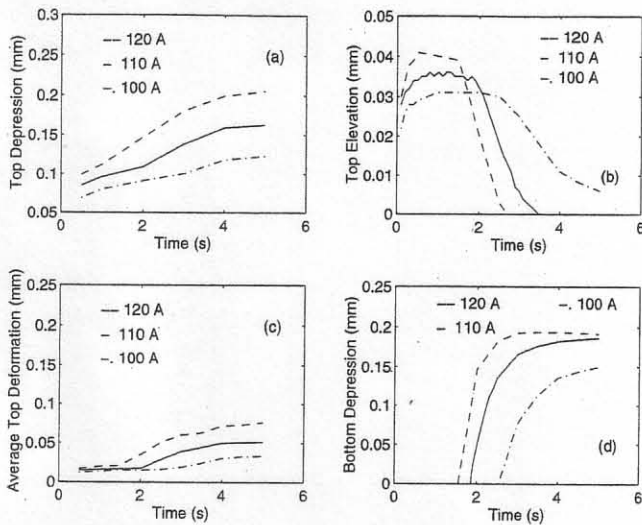 0.3
0.25
0.2
0.15
0.1
0.05
Top Depression (mm)
120 A
110 A
100 A
(a)
0 2 4 6
Time (s)
0.05
0.04
0.03
0.02
0.01
0
Top Elevation (mm)
120 A
110 A
100 A
(b)
0 2 4 6
Time (s)
0.25
0.2
0.15
0.1
0.05
0
Average Top Deformation (mm)
120 A
110 A
100 A
(c)
0 2 4 6
Time (s)
0.25
0.2
0.15
0.1
0.05
0
Bottom Depression (mm)
120 A
100 A
110 A
(d)
0 2 4 6
Time (s)